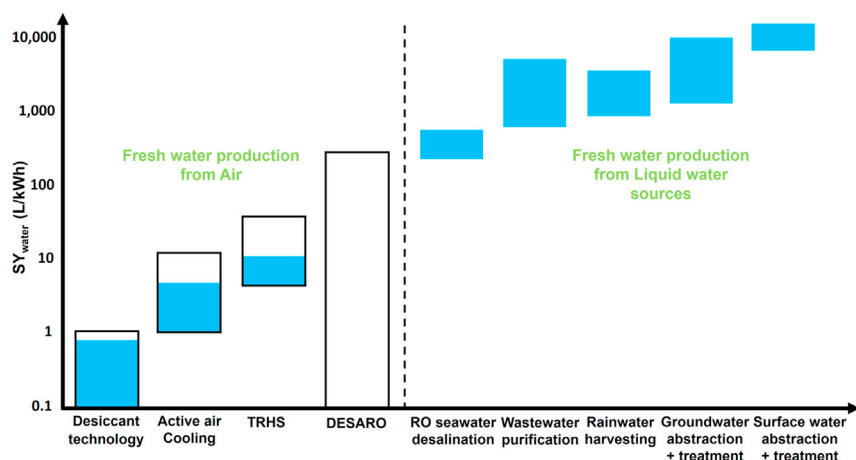 SYwater (L/kWh)
10,000
1,000
100
10
1
0.1
Fresh water production
from Air
Fresh water production
from Liquid water
sources
Desiccant
technology
Active air
Cooling
TRHS
DESARO
RO seawater
desalination
Wastewater
purification
Rainwater
harvesting
Groundwater
abstraction
+ treatment
Surface water
abstraction
+ treatment